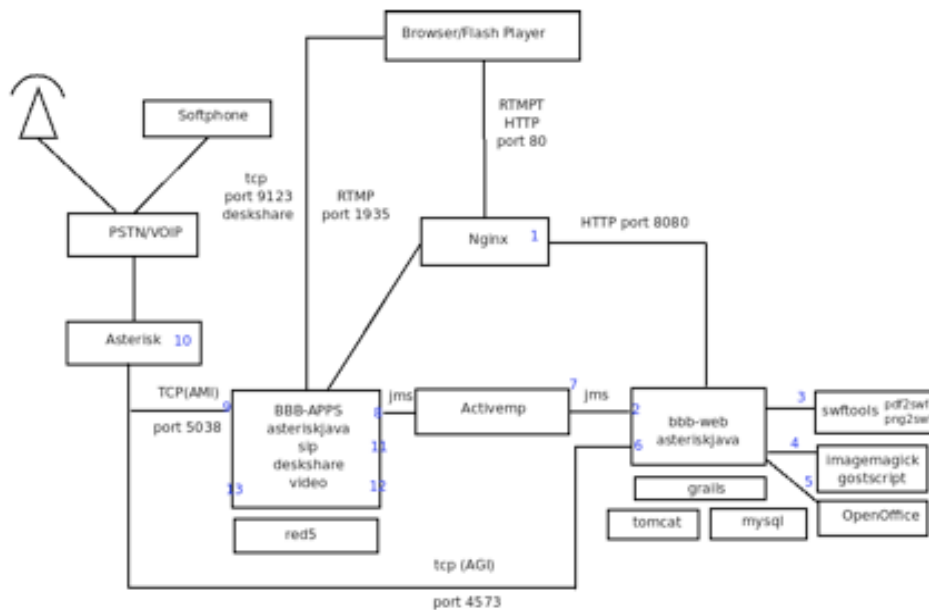 Browser/Flash Player
Softphone
RTMPT
HTTP
port 80
tcp
port 9123
deskshare
RTMP
port 1935
PSTN/VOIP
Nginx 1
HTTP port 8080
Asterisk 10
TCP(AMI)
port 5038
9
BBB-APPS
asteriskjava
sip
deskshare
video
8
11
12
13
jms
Activemp
7
jms
2
bbb-web
asteriskjava
6
3
swftools pdf2swf
png2sw
4
imagemagick
gostscript
5
OpenOffice
red5
grails
tomcat
mysql
tcp (AGI)
port 4573